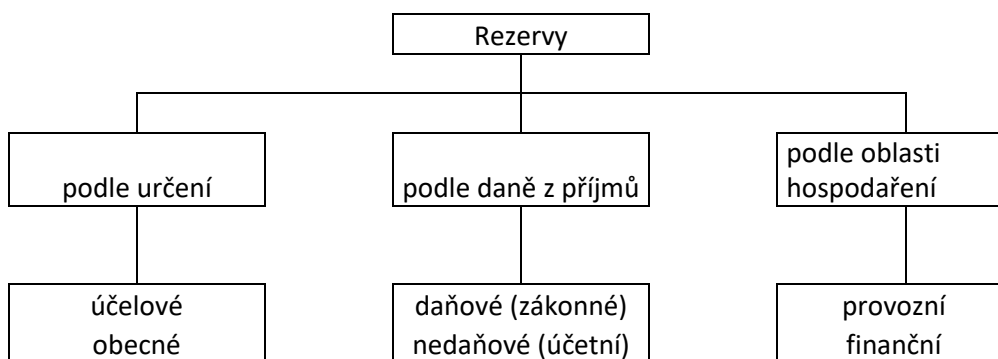 Rezervy
podle určení
podle daně z příjmů
podle oblasti
hospodaření
účelové
obecné
daňové (zákonné)
nedaňové (účetní)
provozní
finanční